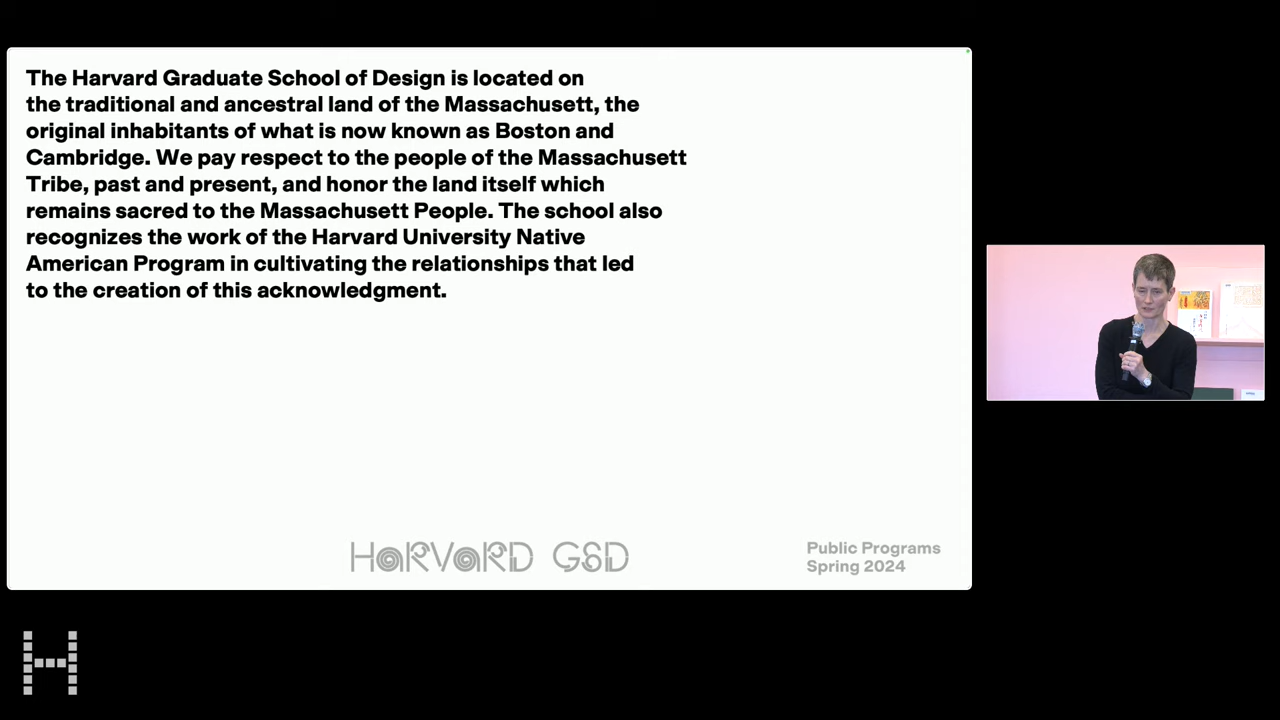 The Harvard Graduate School of Design is located on
the traditional and ancestral land of the Massachusett, the
original inhabitants of what is now known as Boston and
Cambridge. We pay respect to the people of the Massachusett
Tribe, past and present, and honor the land itself which
remains sacred to the Massachusett People. The school also
recognizes the work of the Harvard University Native
American Program in cultivating the relationships that led
to the creation of this acknowledgment.
HARVARD GSD
Public Programs
Spring 2024
H